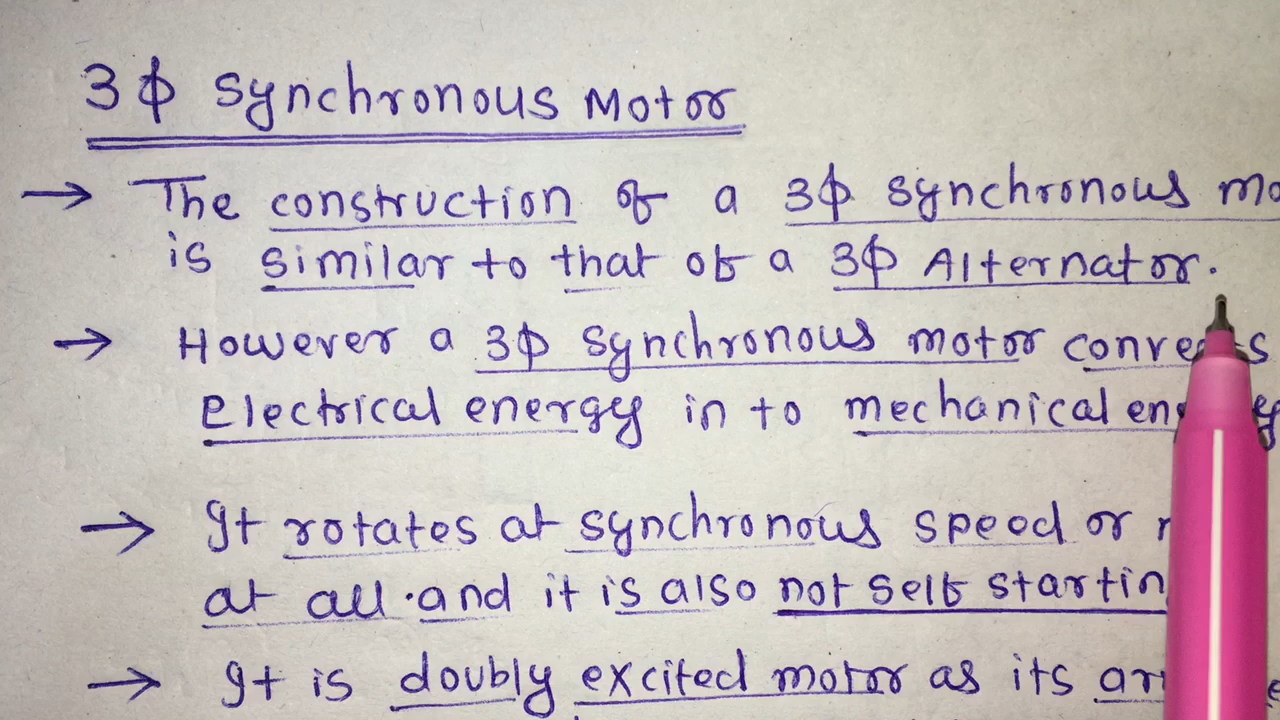 3ϕ Synchronous Motor
→ The construction of a 3ϕ synchronous
is similar to that of a 3ϕ Alternator.
→ However a 3ϕ synchronous motor
Electrical energy in to mechanical
→ It rotates at synchronous speed or
at all. and it is also not self
→ It is doubly excited motor as its